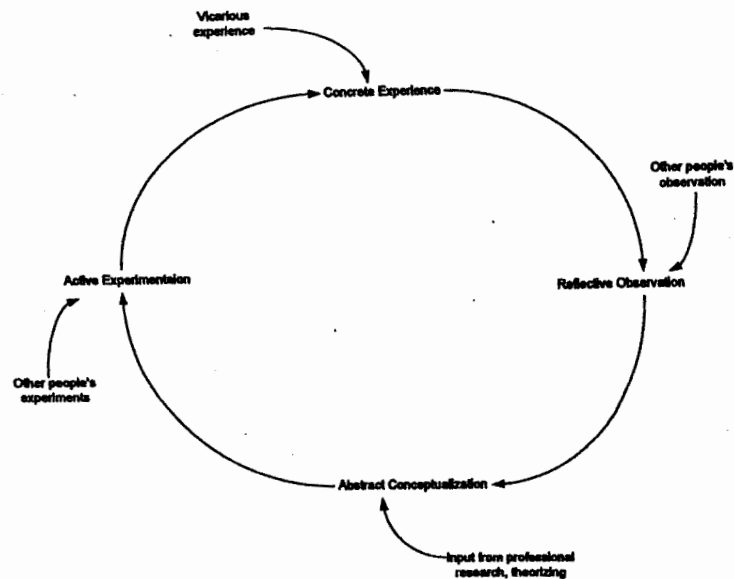 Vicarious
experience
Concrete Experience
Other people's
observation
Active Experimentaion
Reflective Observation
Other people's
experiments
Abstract Conceptualization
Input from professional
research, theorizing